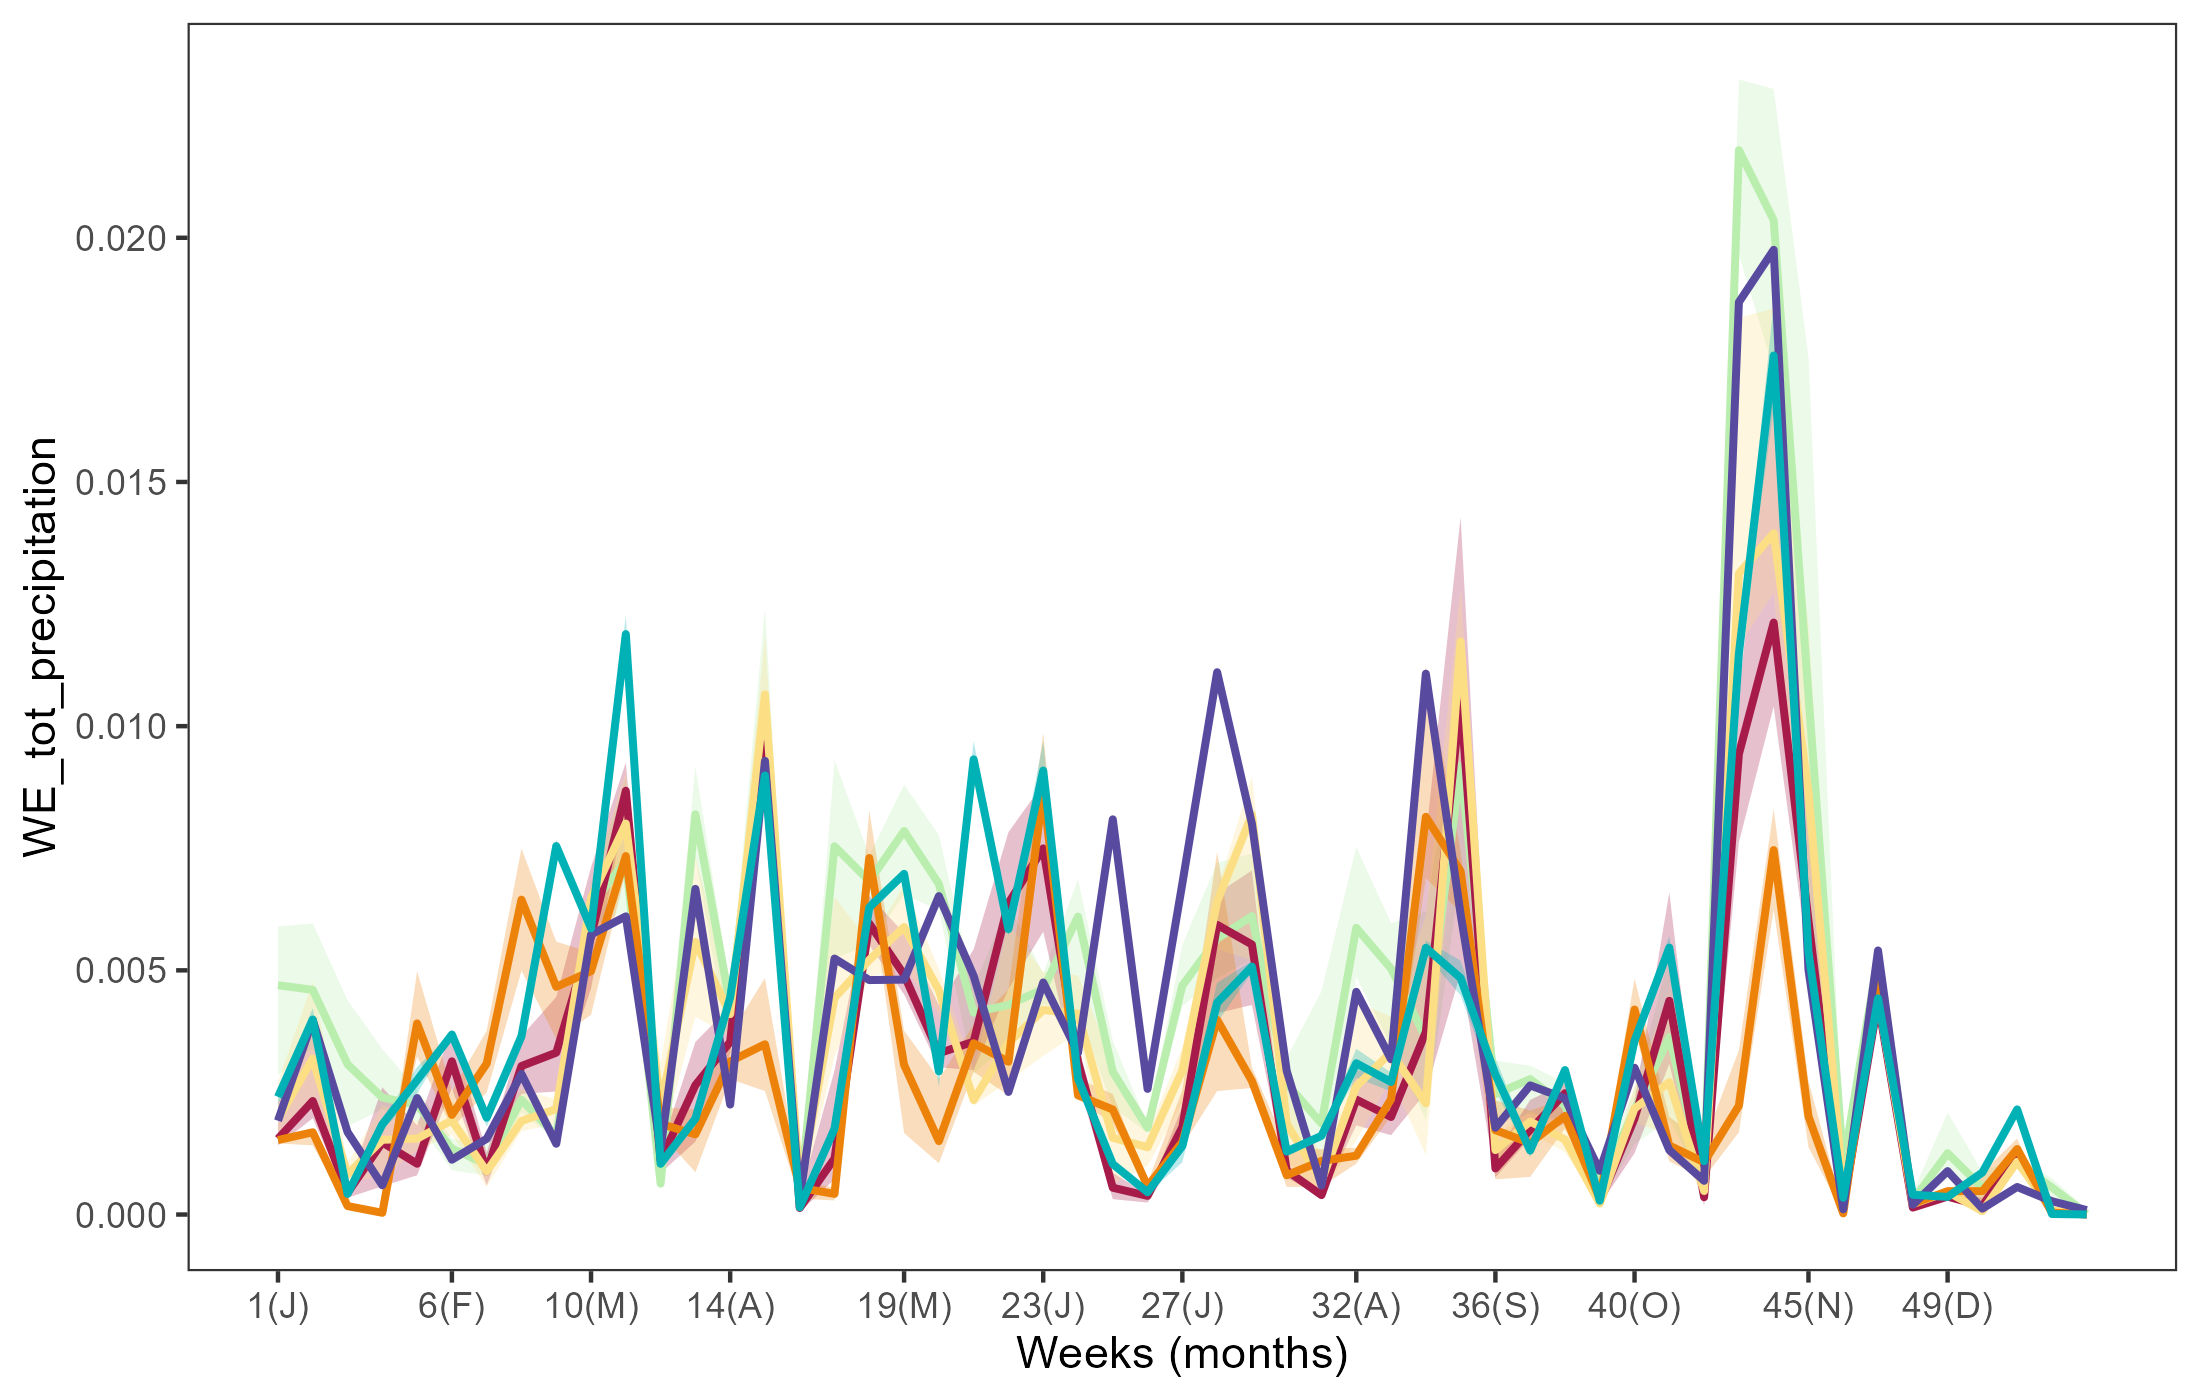 WE_tot_precipitation
0.020
0.015
0.010
0.005
0.000
1(J) 6(F) 10(M) 14(A) 19(M) 23(J) 27(J) 32(A) 36(S) 40(O) 45(N) 49(D)
Weeks (months)